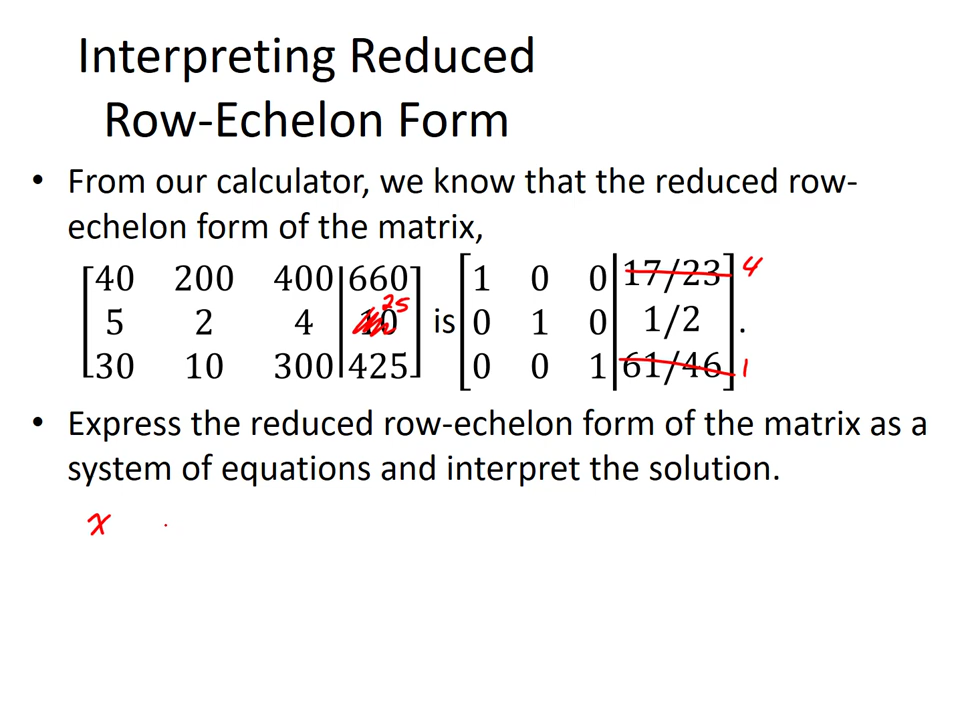 Interpreting Reduced
Row-Echelon Form
• From our calculator, we know that the reduced row-
echelon form of the matrix,
[40 200 400|660] [1 0 0|17/23] 4
25
[5 2 4|10] is [0 1 0|1/2].
[30 10 300|425] [0 0 1|61/46] 1
• Express the reduced row-echelon form of the matrix as a
system of equations and interpret the solution.
x